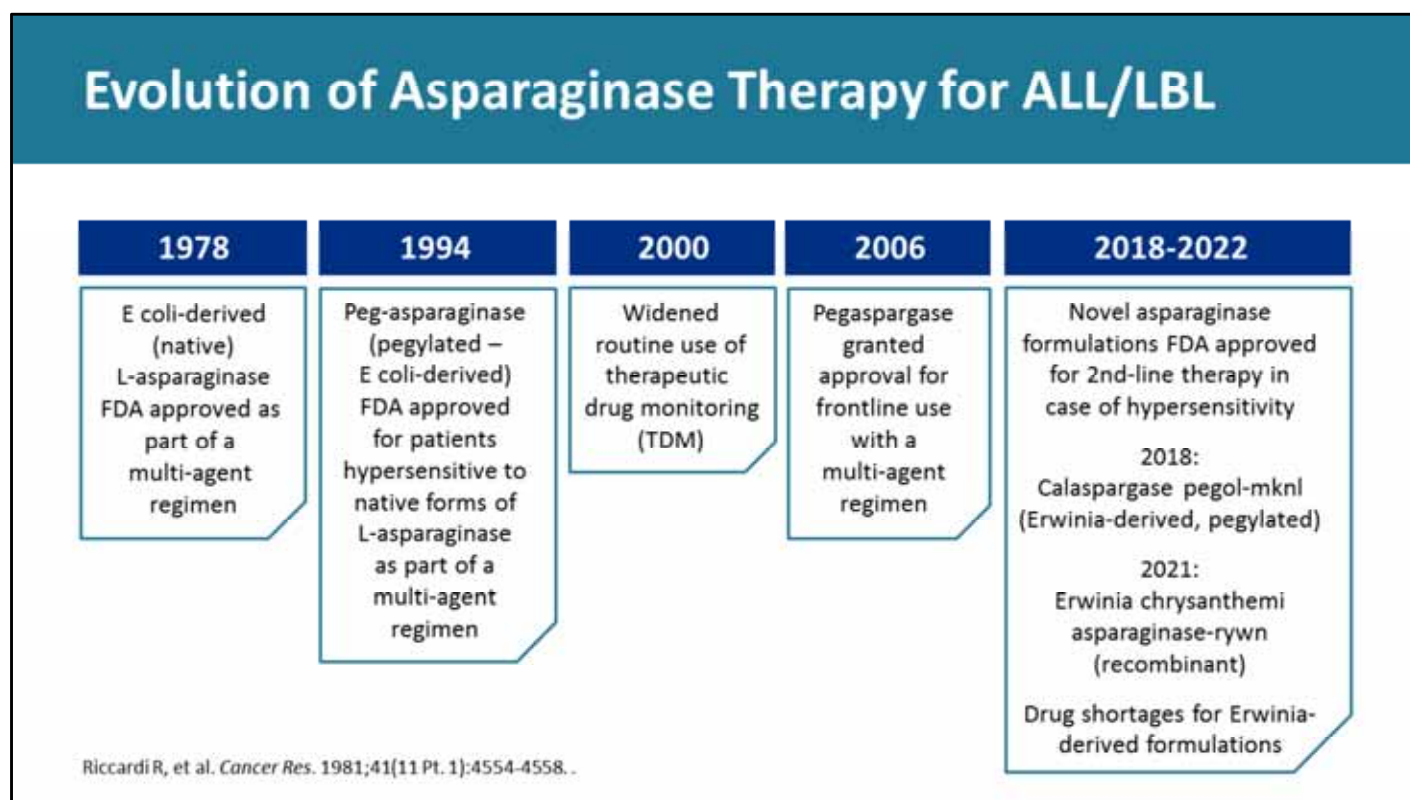 Evolution of Asparaginase Therapy for ALL/LBL
1978
E coli-derived
(native)
L-asparaginase
FDA approved as
part of a
multi-agent
regimen
1994
Peg-asparaginase
(pegylated –
E coli-derived)
FDA approved
for patients
hypersensitive to
native forms of
L-asparaginase
as part of a
multi-agent
regimen
2000
Widened
routine use of
therapeutic
drug monitoring
(TDM)
2006
Pegaspargase
granted
approval for
frontline use
with a
multi-agent
regimen
2018-2022
Novel asparaginase
formulations FDA approved
for 2nd-line therapy in
case of hypersensitivity
2018:
Calaspargase pegol-mknl
(Erwinia-derived, pegylated)
2021:
Erwinia chrysanthemi
asparaginase-rywn
(recombinant)
Drug shortages for Erwinia-
derived formulations
Riccardi R, et al. Cancer Res. 1981;41(11 Pt. 1):4554-4558. .